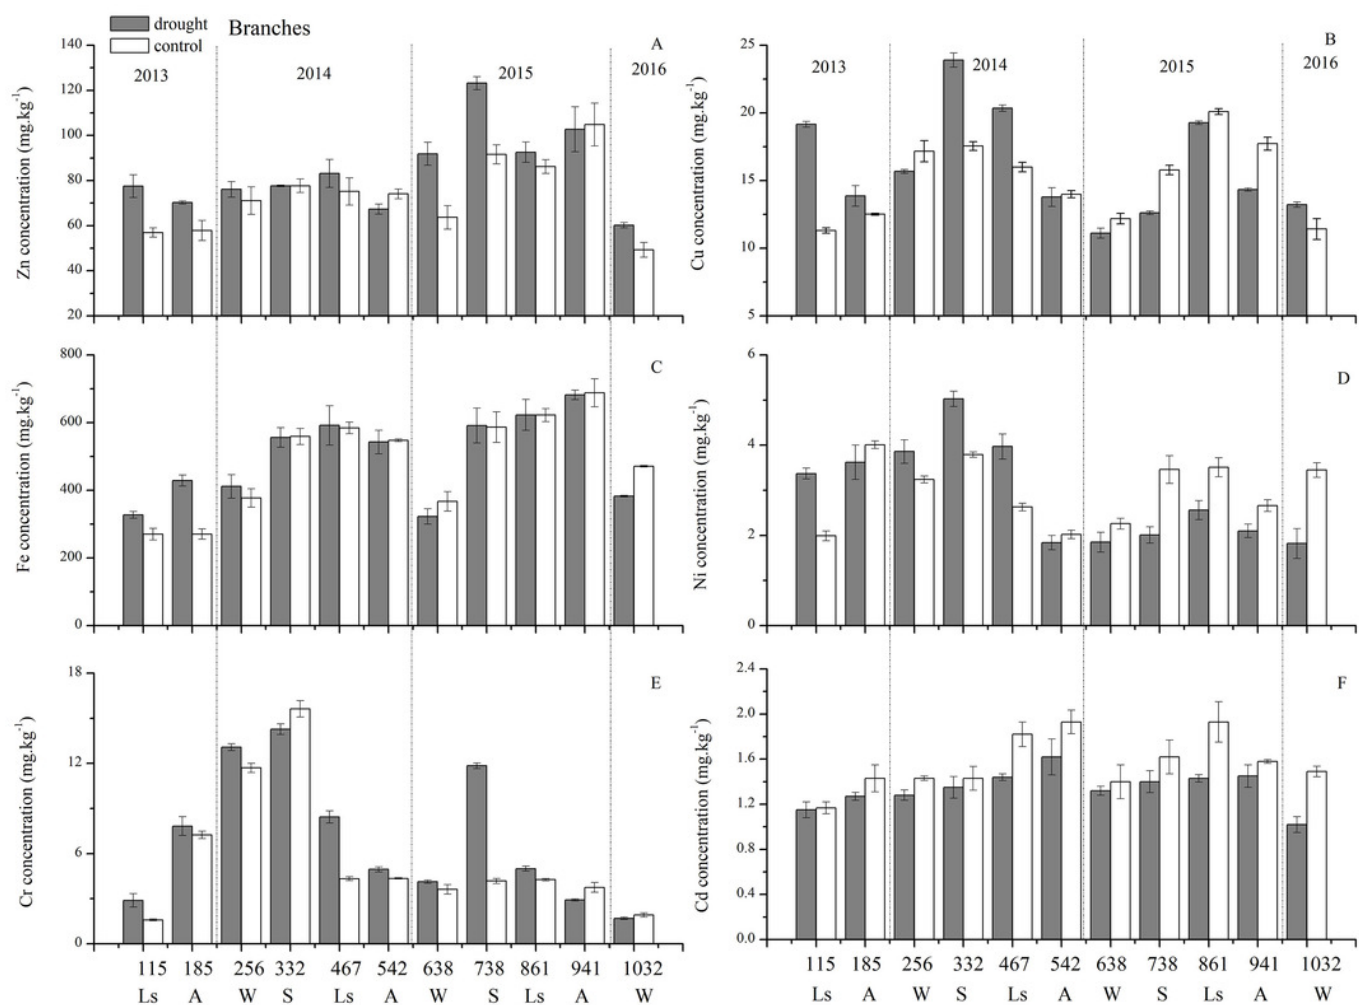 drought
control
Branches
A
2013
2014
2015
2016
140
120
100
80
60
40
20
Zn concentration (mg.kg⁻¹)
B
2013
2014
2015
2016
25
20
15
10
5
Cu concentration (mg.kg⁻¹)
C
800
600
400
200
0
Fe concentration (mg.kg⁻¹)
D
6
4
2
0
Ni concentration (mg.kg⁻¹)
E
18
12
6
0
Cr concentration (mg.kg⁻¹)
115 185 256 332 467 542 638 738 861 941 1032
Ls A W S Ls A W S Ls A W
F
2.4
2.0
1.6
1.2
0.8
0.4
0.0
Cd concentration (mg.kg⁻¹)
115 185 256 332 467 542 638 738 861 941 1032
Ls A W S Ls A W S Ls A W